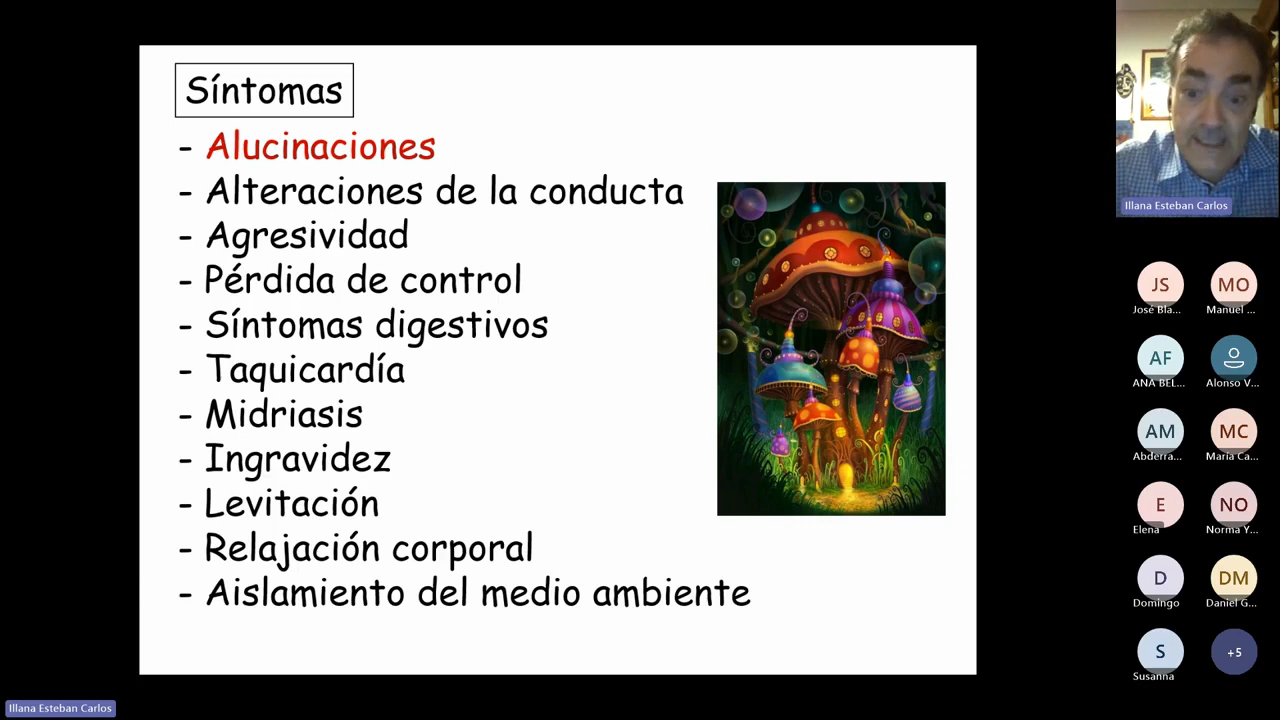 Síntomas
- Alucinaciones
- Alteraciones de la conducta
- Agresividad
- Pérdida de control
- Síntomas digestivos
- Taquicardía
- Midriasis
- Ingravidez
- Levitación
- Relajación corporal
- Aislamiento del medio ambiente
Illana Esteban Carlos
JS
José Bla...
MO
Manuel ...
AF
ANA BEL...
Alonso V...
AM
Abderra...
MC
María Ca...
E
Elena
NO
Norma Y...
D
Domingo
DM
Daniel G...
S
Susanna
+5
Illana Esteban Carlos